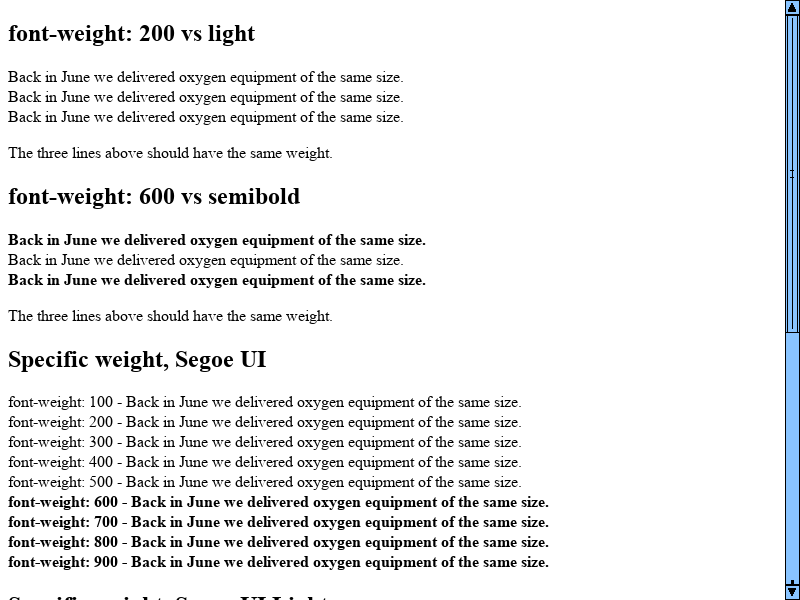 font-weight: 200 vs light
Back in June we delivered oxygen equipment of the same size.
Back in June we delivered oxygen equipment of the same size.
Back in June we delivered oxygen equipment of the same size.
The three lines above should have the same weight.
font-weight: 600 vs semibold
Back in June we delivered oxygen equipment of the same size.
Back in June we delivered oxygen equipment of the same size.
Back in June we delivered oxygen equipment of the same size.
The three lines above should have the same weight.
Specific weight, Segoe UI
font-weight: 100 - Back in June we delivered oxygen equipment of the same size.
font-weight: 200 - Back in June we delivered oxygen equipment of the same size.
font-weight: 300 - Back in June we delivered oxygen equipment of the same size.
font-weight: 400 - Back in June we delivered oxygen equipment of the same size.
font-weight: 500 - Back in June we delivered oxygen equipment of the same size.
font-weight: 600 - Back in June we delivered oxygen equipment of the same size.
font-weight: 700 - Back in June we delivered oxygen equipment of the same size.
font-weight: 800 - Back in June we delivered oxygen equipment of the same size.
font-weight: 900 - Back in June we delivered oxygen equipment of the same size.